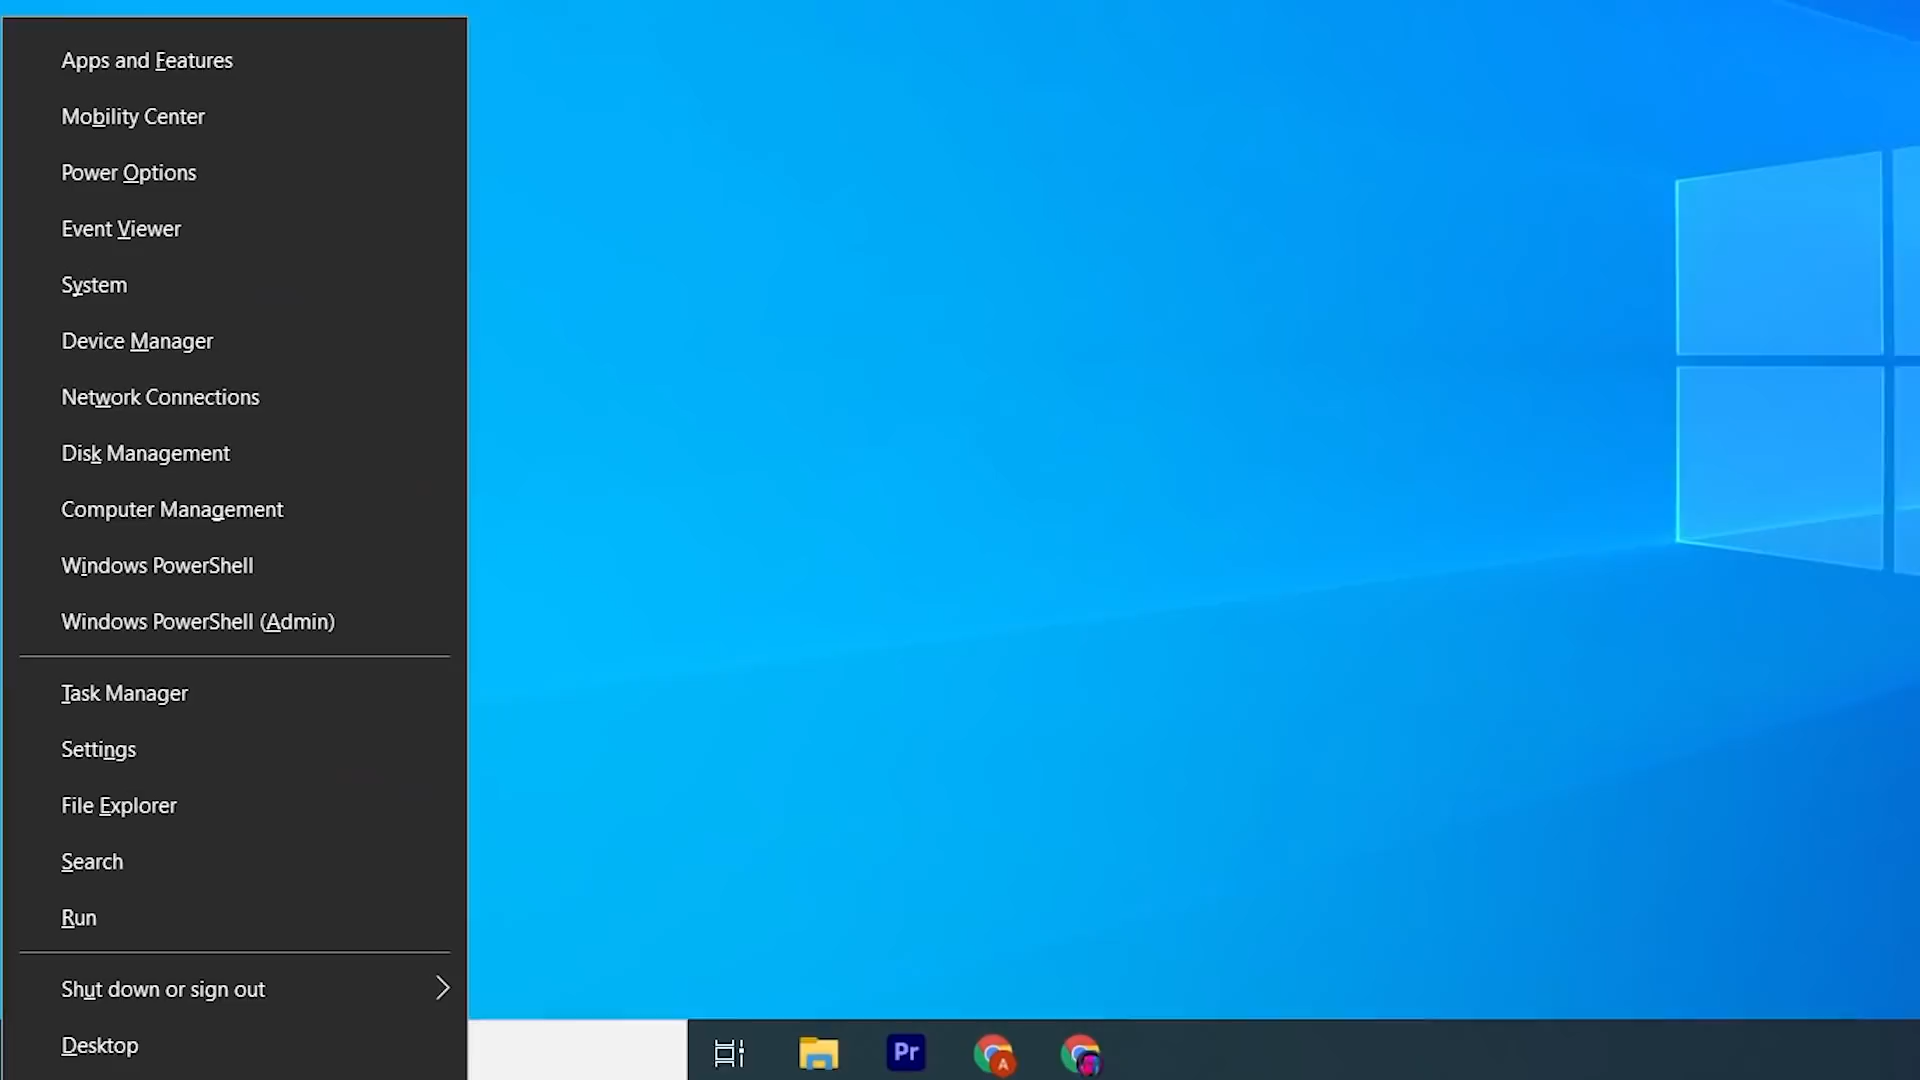 Apps and Features
Mobility Center
Power Options
Event Viewer
System
Device Manager
Network Connections
Disk Management
Computer Management
Windows PowerShell
Windows PowerShell (Admin)
Task Manager
Settings
File Explorer
Search
Run
Shut down or sign out
Desktop
Pr
A